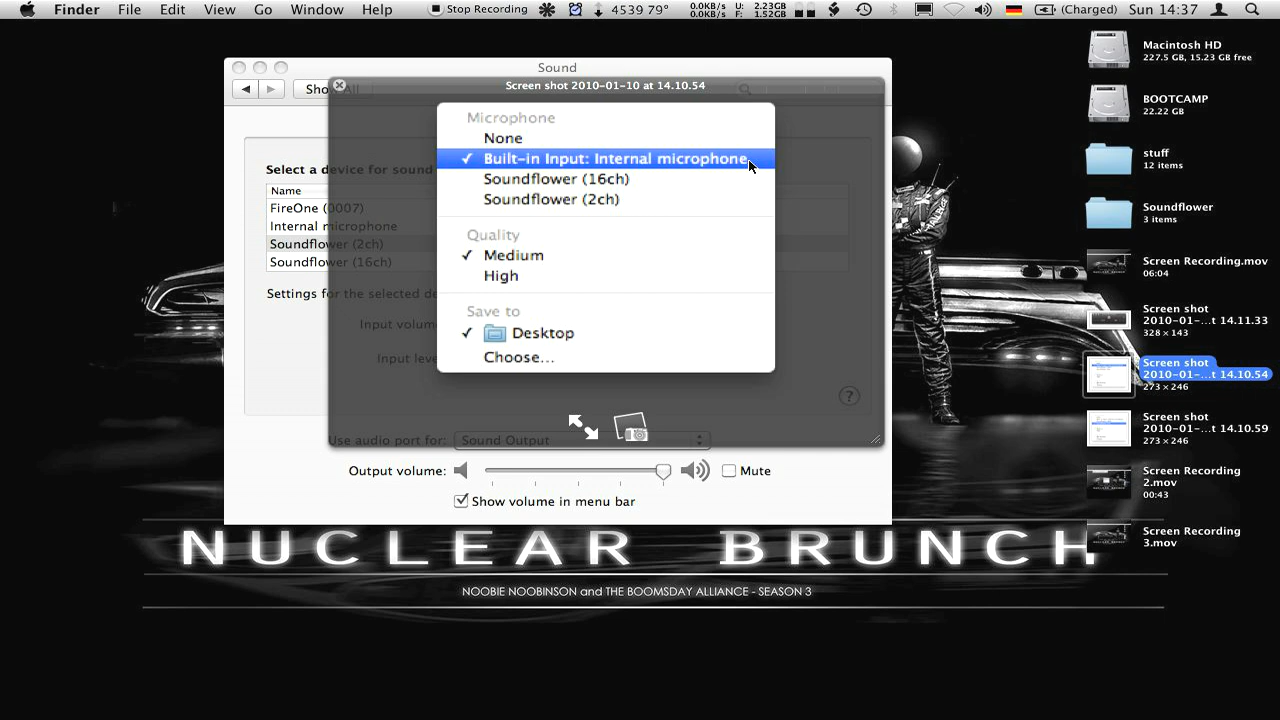 Finder File Edit View Go Window Help Stop Recording 4539 79° 0.0KB/s 0.0KB/s U: 2.23GB F: 1.52GB (Charged) Sun 14:37
Sound
Screen shot 2010-01-10 at 14.10.54
Show All
Microphone
None
✓ Built-in Input: Internal microphone
Soundflower (16ch)
Soundflower (2ch)
Quality
✓ Medium
High
Save to
✓ Desktop
Choose...
Select a device for sound
Name
FireOne (0007)
Internal microphone
Soundflower (2ch)
Soundflower (16ch)
Settings for the selected de
Input volum
Input leve
?
Use audio port for: Sound Output
Output volume: Mute
Show volume in menu bar
NUCLEAR BRUNCH
NOOBIE NOOBINSON and THE BOOMSDAY ALLIANCE - SEASON 3
Macintosh HD
227.5 GB, 15.23 GB free
BOOTCAMP
22.22 GB
stuff
12 items
Soundflower
3 items
Screen Recording.mov
06:04
Screen shot
2010-01-...t 14.11.33
328 × 143
Screen shot
2010-01-...t 14.10.54
273 × 246
Screen shot
2010-01-...t 14.10.59
273 × 246
Screen Recording
2.mov
00:43
Screen Recording
3.mov